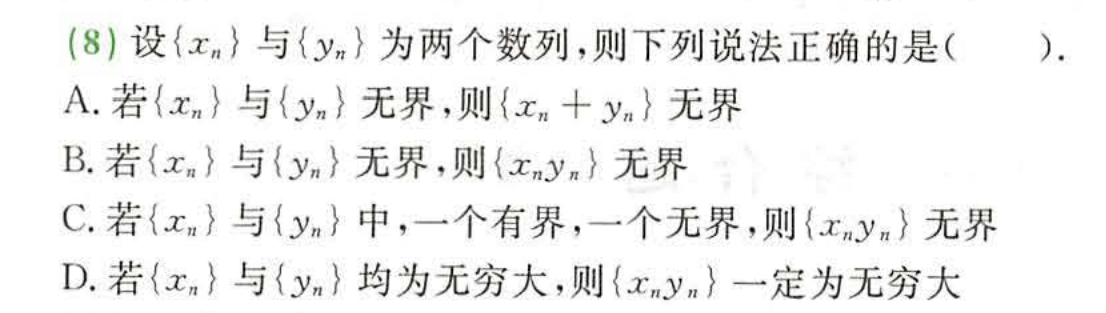 (8) 设{xₙ} 与{yₙ} 为两个数列,则下列说法正确的是(　　).
A. 若{xₙ} 与{yₙ} 无界,则{xₙ + yₙ} 无界
B. 若{xₙ} 与{yₙ} 无界,则{xₙyₙ} 无界
C. 若{xₙ} 与{yₙ} 中,一个有界,一个无界,则{xₙyₙ} 无界
D. 若{xₙ} 与{yₙ} 均为无穷大,则{xₙyₙ} 一定为无穷大